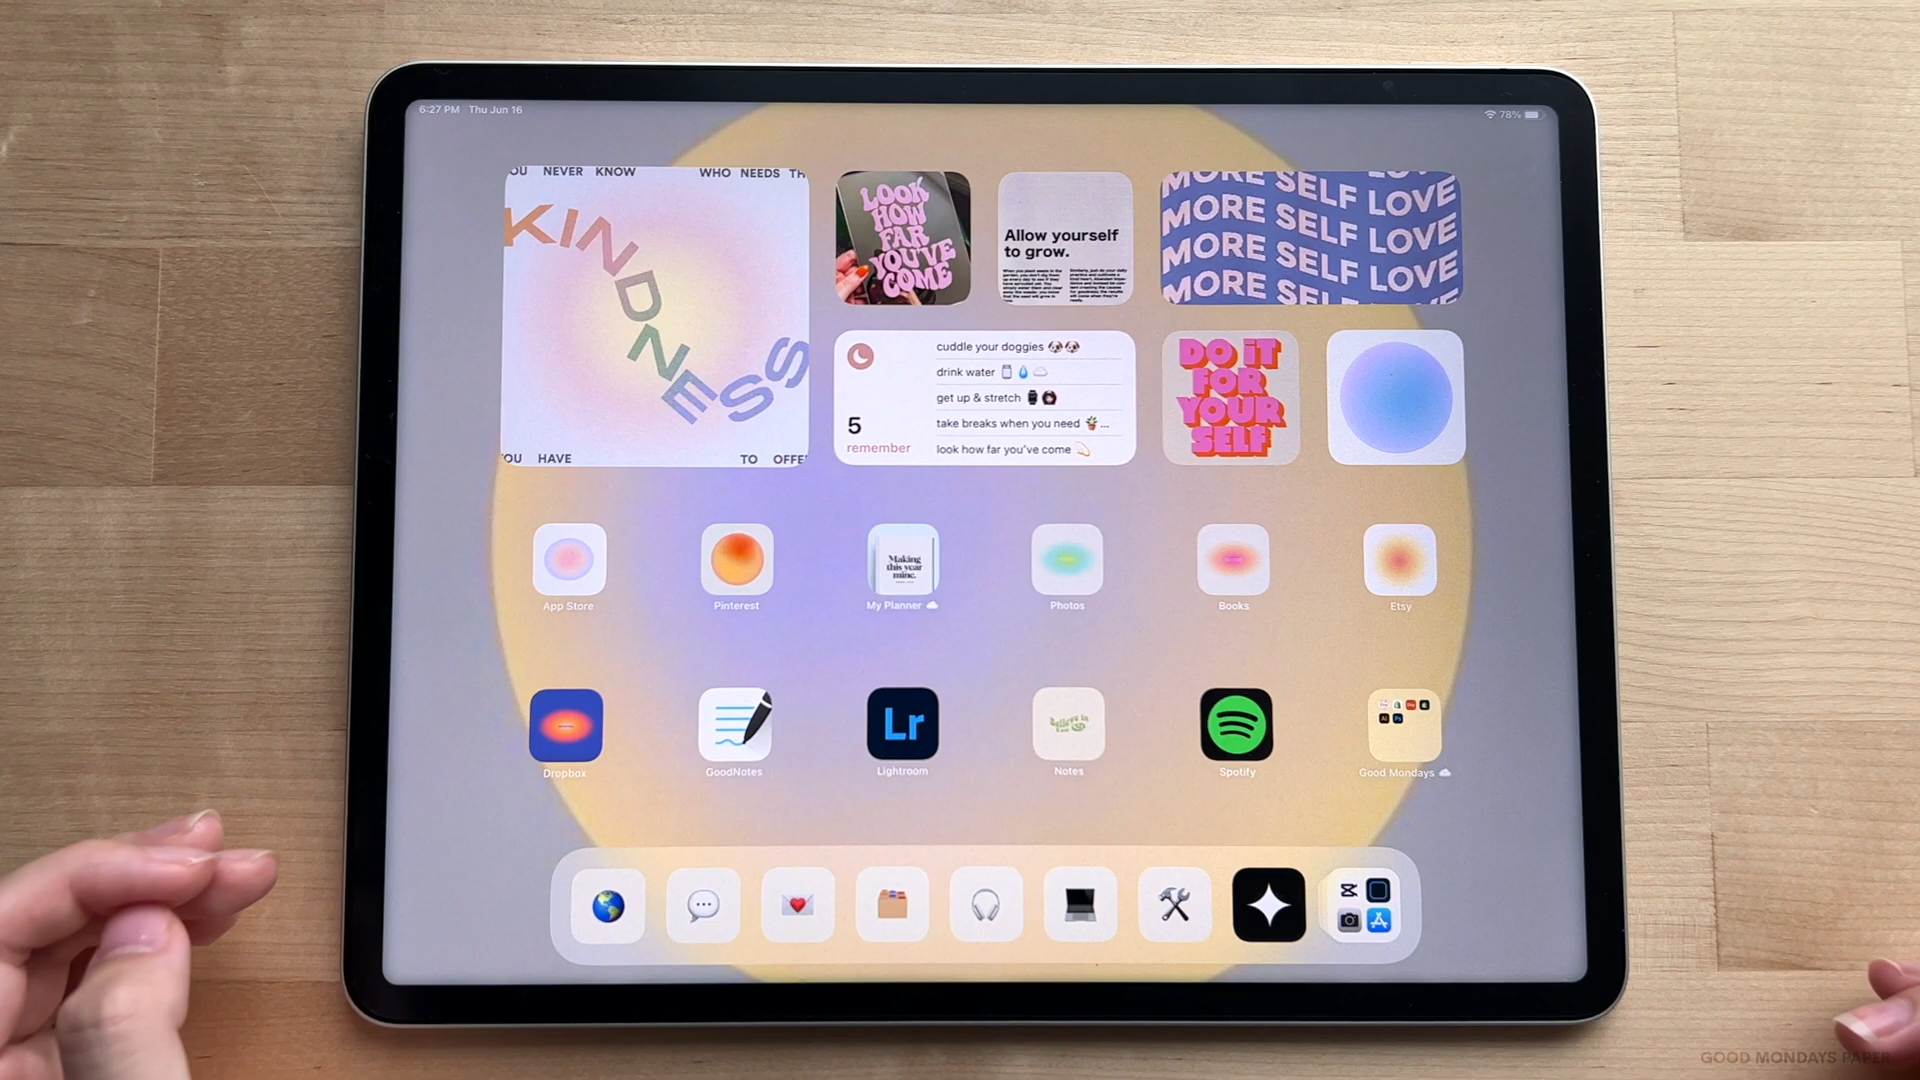 6:27 PM Thu Jun 16
78%
OU NEVER KNOW WHO NEEDS TH
KINDNESS
OU HAVE TO OFFE
LOOK
HOW
FAR
YOU'VE
COME
Allow yourself
to grow.
MORE SELF LOVE
MORE SELF LOVE
MORE SELF LOVE
MORE SELF LOVE
cuddle your doggies
drink water
get up & stretch
take breaks when you need ...
look how far you've come
5
remember
DO iT
FOR
YOUR
SELF
App Store
Pinterest
Making
this year
mine.
My Planner
Photos
Books
Etsy
Dropbox
GoodNotes
Lr
Lightroom
believe in
Notes
Spotify
Good Mondays
GOOD MONDAYS PAPER